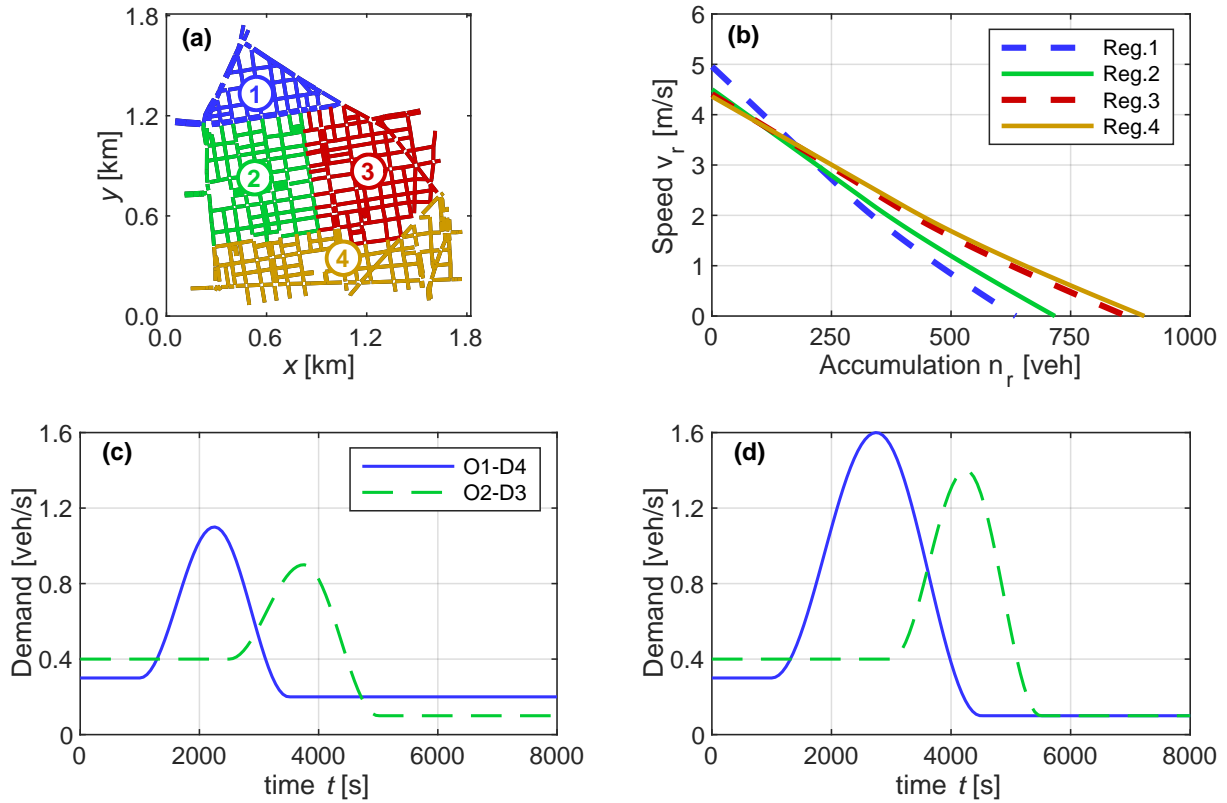 (a)
1.8
1.2
0.6
0.0
y [km]
0.0 0.6 1.2 1.8
x [km]
1
2
3
4
(b)
6
5
4
3
2
1
0
Speed v_r [m/s]
0 250 500 750 1000
Accumulation n_r [veh]
Reg.1
Reg.2
Reg.3
Reg.4
(c)
1.6
1.2
0.8
0.4
0
Demand [veh/s]
0 2000 4000 6000 8000
time t [s]
O1-D4
O2-D3
(d)
1.6
1.2
0.8
0.4
0
Demand [veh/s]
0 2000 4000 6000 8000
time t [s]